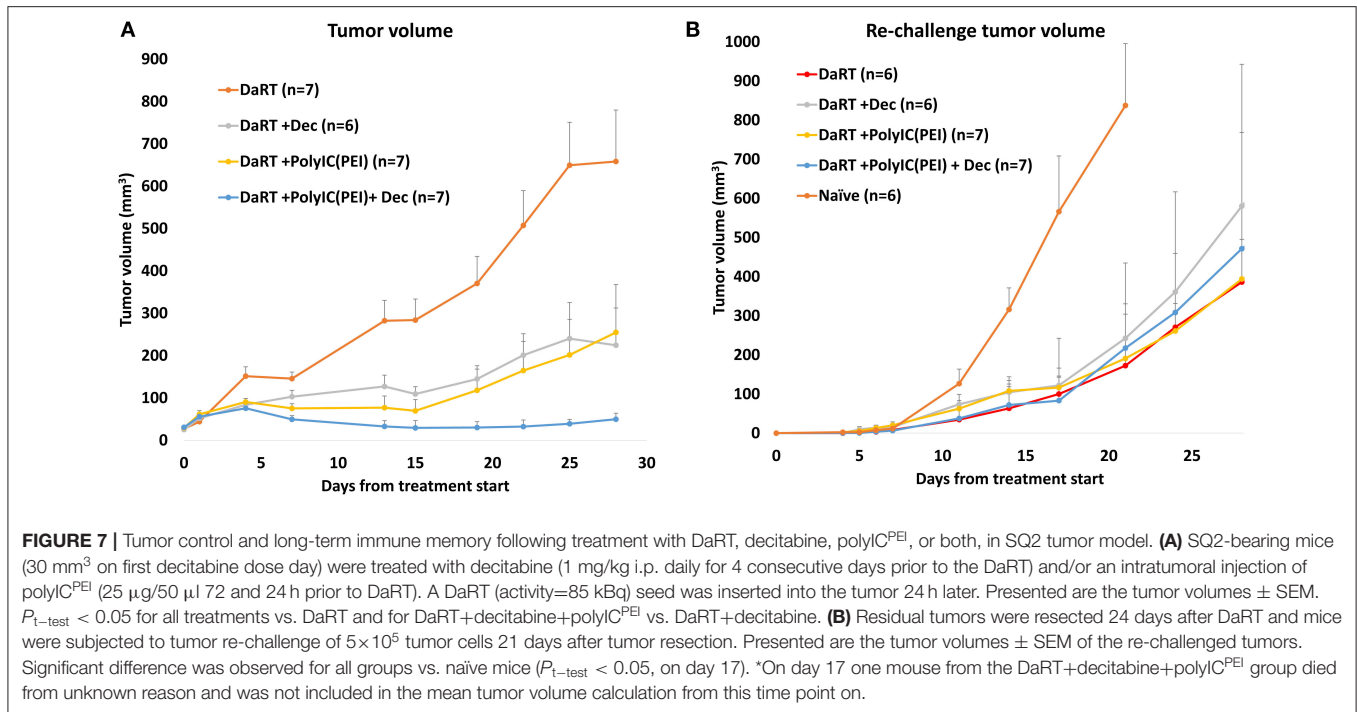 A
Tumor volume
900
800
700
600
500
400
300
200
100
0
Tumor volume (mm³)
DaRT (n=7)
DaRT +Dec (n=6)
DaRT +PolyIC(PEI) (n=7)
DaRT +PolyIC(PEI)+ Dec (n=7)
0 5 10 15 20 25 30
Days from treatment start
B
Re-challenge tumor volume
1000
900
800
700
600
500
400
300
200
100
0
Tumor volume (mm³)
DaRT (n=6)
DaRT +Dec (n=6)
DaRT +PolyIC(PEI) (n=7)
DaRT +PolyIC(PEI) + Dec (n=7)
Naïve (n=6)
0 5 10 15 20 25
Days from treatment start
FIGURE 7 | Tumor control and long-term immune memory following treatment with DaRT, decitabine, polyIC^PEI, or both, in SQ2 tumor model. (A) SQ2-bearing mice
(30 mm³ on first decitabine dose day) were treated with decitabine (1 mg/kg i.p. daily for 4 consecutive days prior to the DaRT) and/or an intratumoral injection of
polyIC^PEI (25 μg/50 μl 72 and 24 h prior to DaRT). A DaRT (activity=85 kBq) seed was inserted into the tumor 24 h later. Presented are the tumor volumes ± SEM.
P_t−test < 0.05 for all treatments vs. DaRT and for DaRT+decitabine+polyIC^PEI vs. DaRT+decitabine. (B) Residual tumors were resected 24 days after DaRT and mice
were subjected to tumor re-challenge of 5×10⁵ tumor cells 21 days after tumor resection. Presented are the tumor volumes ± SEM of the re-challenged tumors.
Significant difference was observed for all groups vs. naïve mice (P_t−test < 0.05, on day 17). *On day 17 one mouse from the DaRT+decitabine+polyIC^PEI group died
from unknown reason and was not included in the mean tumor volume calculation from this time point on.